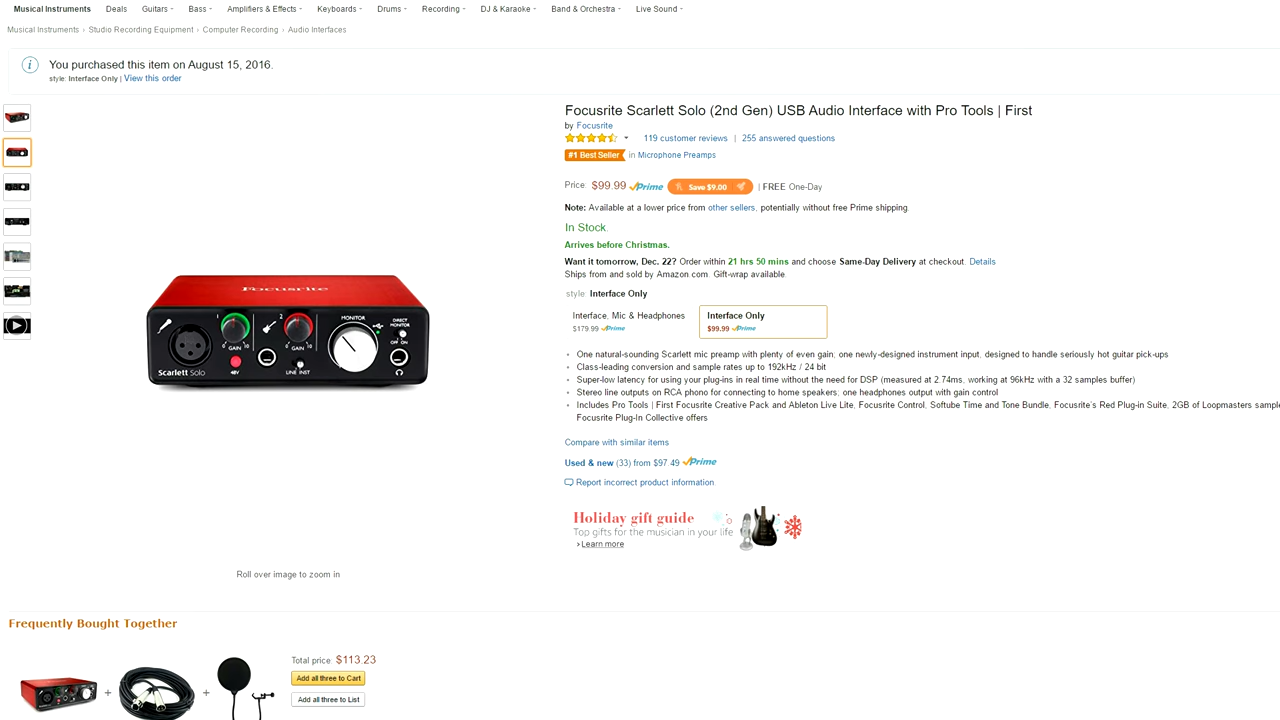 Musical Instruments Deals Guitars Bass Amplifiers & Effects Keyboards Drums Recording DJ & Karaoke Band & Orchestra Live Sound
Musical Instruments › Studio Recording Equipment › Computer Recording › Audio Interfaces
i You purchased this item on August 15, 2016.
style: Interface Only | View this order
Focusrite Scarlett Solo (2nd Gen) USB Audio Interface with Pro Tools | First
by Focusrite
119 customer reviews | 255 answered questions
#1 Best Seller in Microphone Preamps
Price: $99.99 Prime Save $9.00 | FREE One-Day
Note: Available at a lower price from other sellers, potentially without free Prime shipping.
In Stock.
Arrives before Christmas.
Want it tomorrow, Dec. 22? Order within 21 hrs 50 mins and choose Same-Day Delivery at checkout. Details
Ships from and sold by Amazon.com. Gift-wrap available.
style: Interface Only
Interface, Mic & Headphones
$179.99 Prime
Interface Only
$99.99 Prime
• One natural-sounding Scarlett mic preamp with plenty of even gain; one newly-designed instrument input, designed to handle seriously hot guitar pick-ups
• Class-leading conversion and sample rates up to 192kHz / 24 bit
• Super-low latency for using your plug-ins in real time without the need for DSP (measured at 2.74ms, working at 96kHz with a 32 samples buffer)
• Stereo line outputs on RCA phono for connecting to home speakers; one headphones output with gain control
• Includes Pro Tools | First Focusrite Creative Pack and Ableton Live Lite, Focusrite Control, Softube Time and Tone Bundle, Focusrite's Red Plug-in Suite, 2GB of Loopmasters sample
Focusrite Plug-In Collective offers
Compare with similar items
Used & new (33) from $97.49 Prime
Report incorrect product information.
Holiday gift guide
Top gifts for the musician in your life
› Learn more
Focusrite
1 2 MONITOR
DIRECT MONITOR
0 GAIN 10 0 GAIN 10 OFF ON
Scarlett Solo 48V LINE INST
Roll over image to zoom in
Frequently Bought Together
Total price: $113.23
+ +
Add all three to Cart
Add all three to List